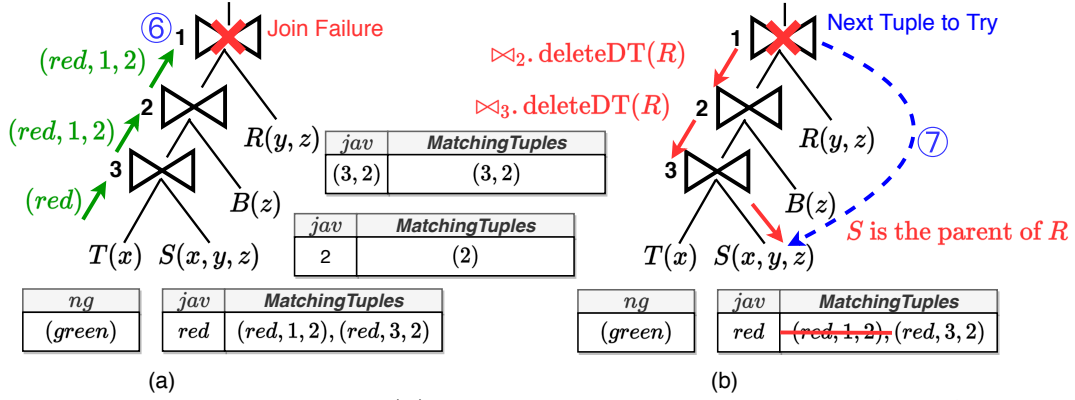 ⑥ 1 Join Failure
(red, 1, 2)
2
(red, 1, 2)
R(y, z)
3
(red)
B(z)
T(x) S(x, y, z)
jav MatchingTuples
(3, 2) (3, 2)
jav MatchingTuples
2 (2)
ng
(green)
jav MatchingTuples
red (red, 1, 2), (red, 3, 2)
(a)
1 Next Tuple to Try
⋈₂. deleteDT(R)
2
⋈₃. deleteDT(R)
R(y, z)
⑦
3
B(z)
S is the parent of R
T(x) S(x, y, z)
ng
(green)
jav MatchingTuples
red (red, 1, 2), (red, 3, 2)
(b)